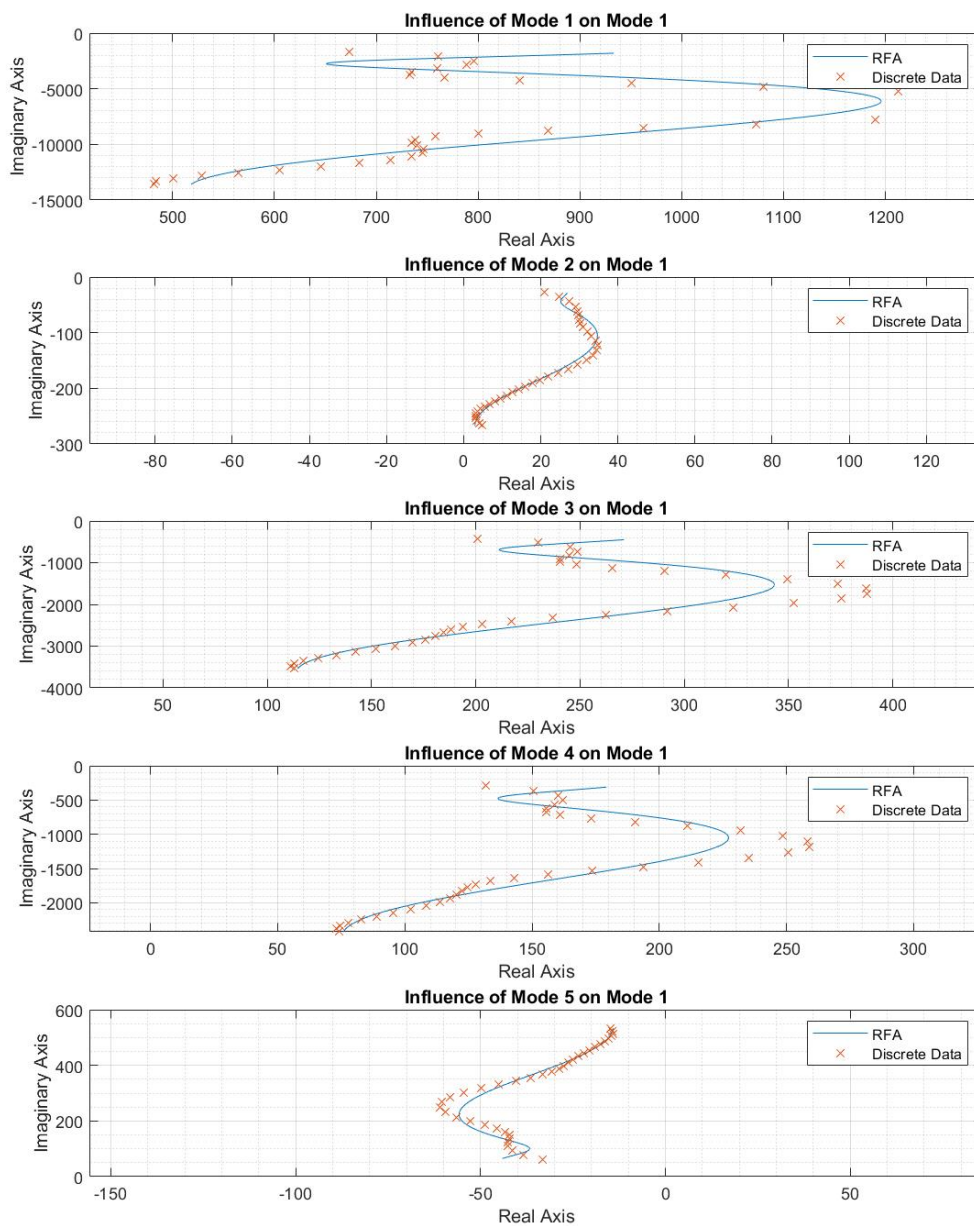 Influence of Mode 1 on Mode 1
0
-5000
-10000
-15000
Imaginary Axis
RFA
Discrete Data
500 600 700 800 900 1000 1100 1200
Real Axis
Influence of Mode 2 on Mode 1
0
-100
-200
-300
Imaginary Axis
RFA
Discrete Data
-80 -60 -40 -20 0 20 40 60 80 100 120
Real Axis
Influence of Mode 3 on Mode 1
0
-1000
-2000
-3000
-4000
Imaginary Axis
RFA
Discrete Data
50 100 150 200 250 300 350 400
Real Axis
Influence of Mode 4 on Mode 1
0
-500
-1000
-1500
-2000
Imaginary Axis
RFA
Discrete Data
0 50 100 150 200 250 300
Real Axis
Influence of Mode 5 on Mode 1
600
400
200
0
Imaginary Axis
RFA
Discrete Data
-150 -100 -50 0 50
Real Axis